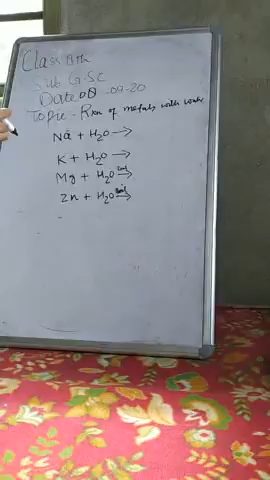 Class 8th
Sub G.SC
Date 08-09-20
Topic - Rxn of metals with water
Na + H2O →
K + H2O →
Mg + H2O →
Zn + H2O →